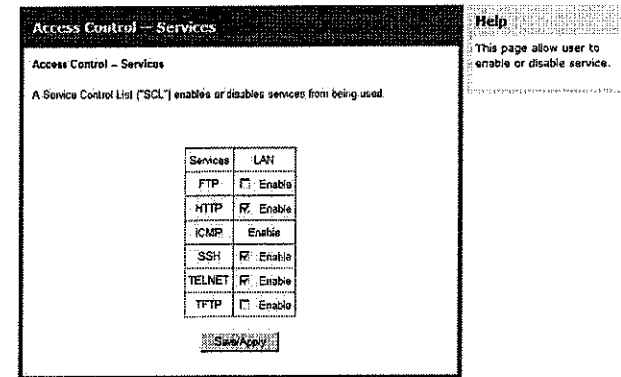 Access Control – Services
Access Control – Services
A Service Control List ("SCL") enables or disables services from being used.
Services LAN
FTP Enable
HTTP Enable
ICMP Enable
SSH Enable
TELNET Enable
TFTP Enable
Save/Apply
Help
This page allow user to
enable or disable service.